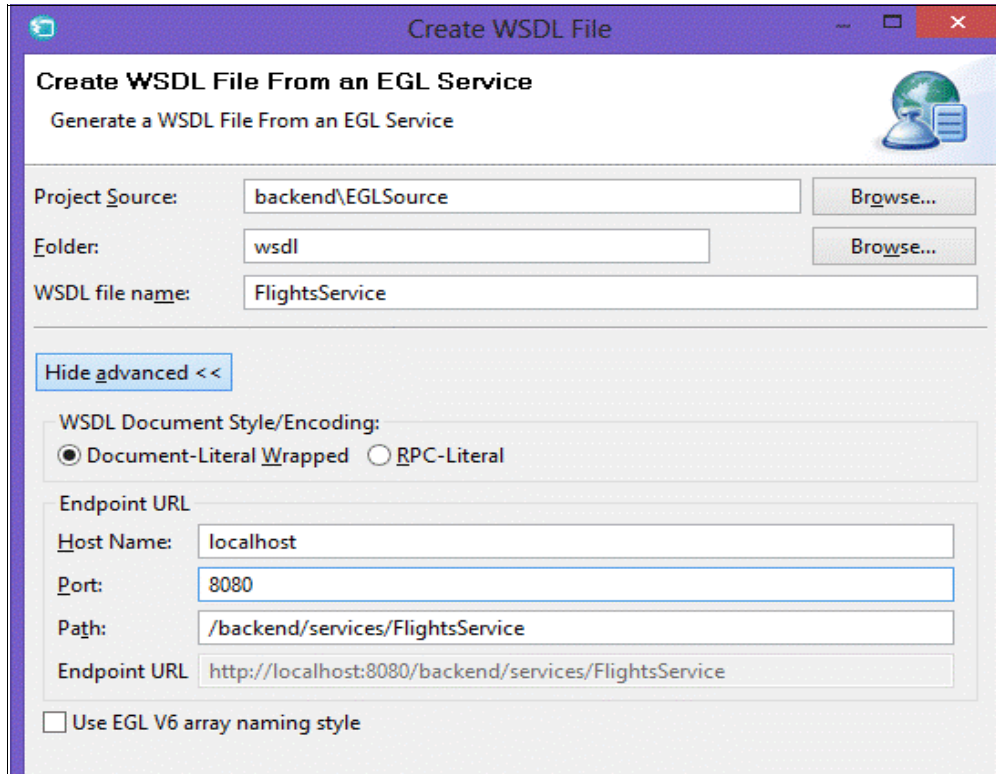 Create WSDL File
Create WSDL File From an EGL Service
Generate a WSDL File From an EGL Service
Project Source: backend\EGLSource Browse...
Folder: wsdl Browse...
WSDL file name: FlightsService
Hide advanced <<
WSDL Document Style/Encoding:
Document-Literal Wrapped RPC-Literal
Endpoint URL
Host Name: localhost
Port: 8080
Path: /backend/services/FlightsService
Endpoint URL http://localhost:8080/backend/services/FlightsService
Use EGL V6 array naming style